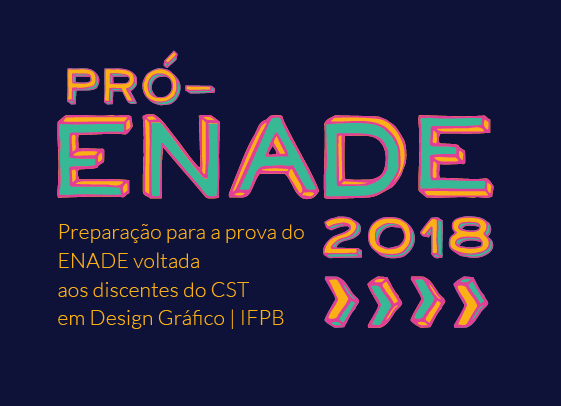 PRÓ-
ENADE
2018
Preparação para a prova do
ENADE voltada
aos discentes do CST
em Design Gráfico | IFPB